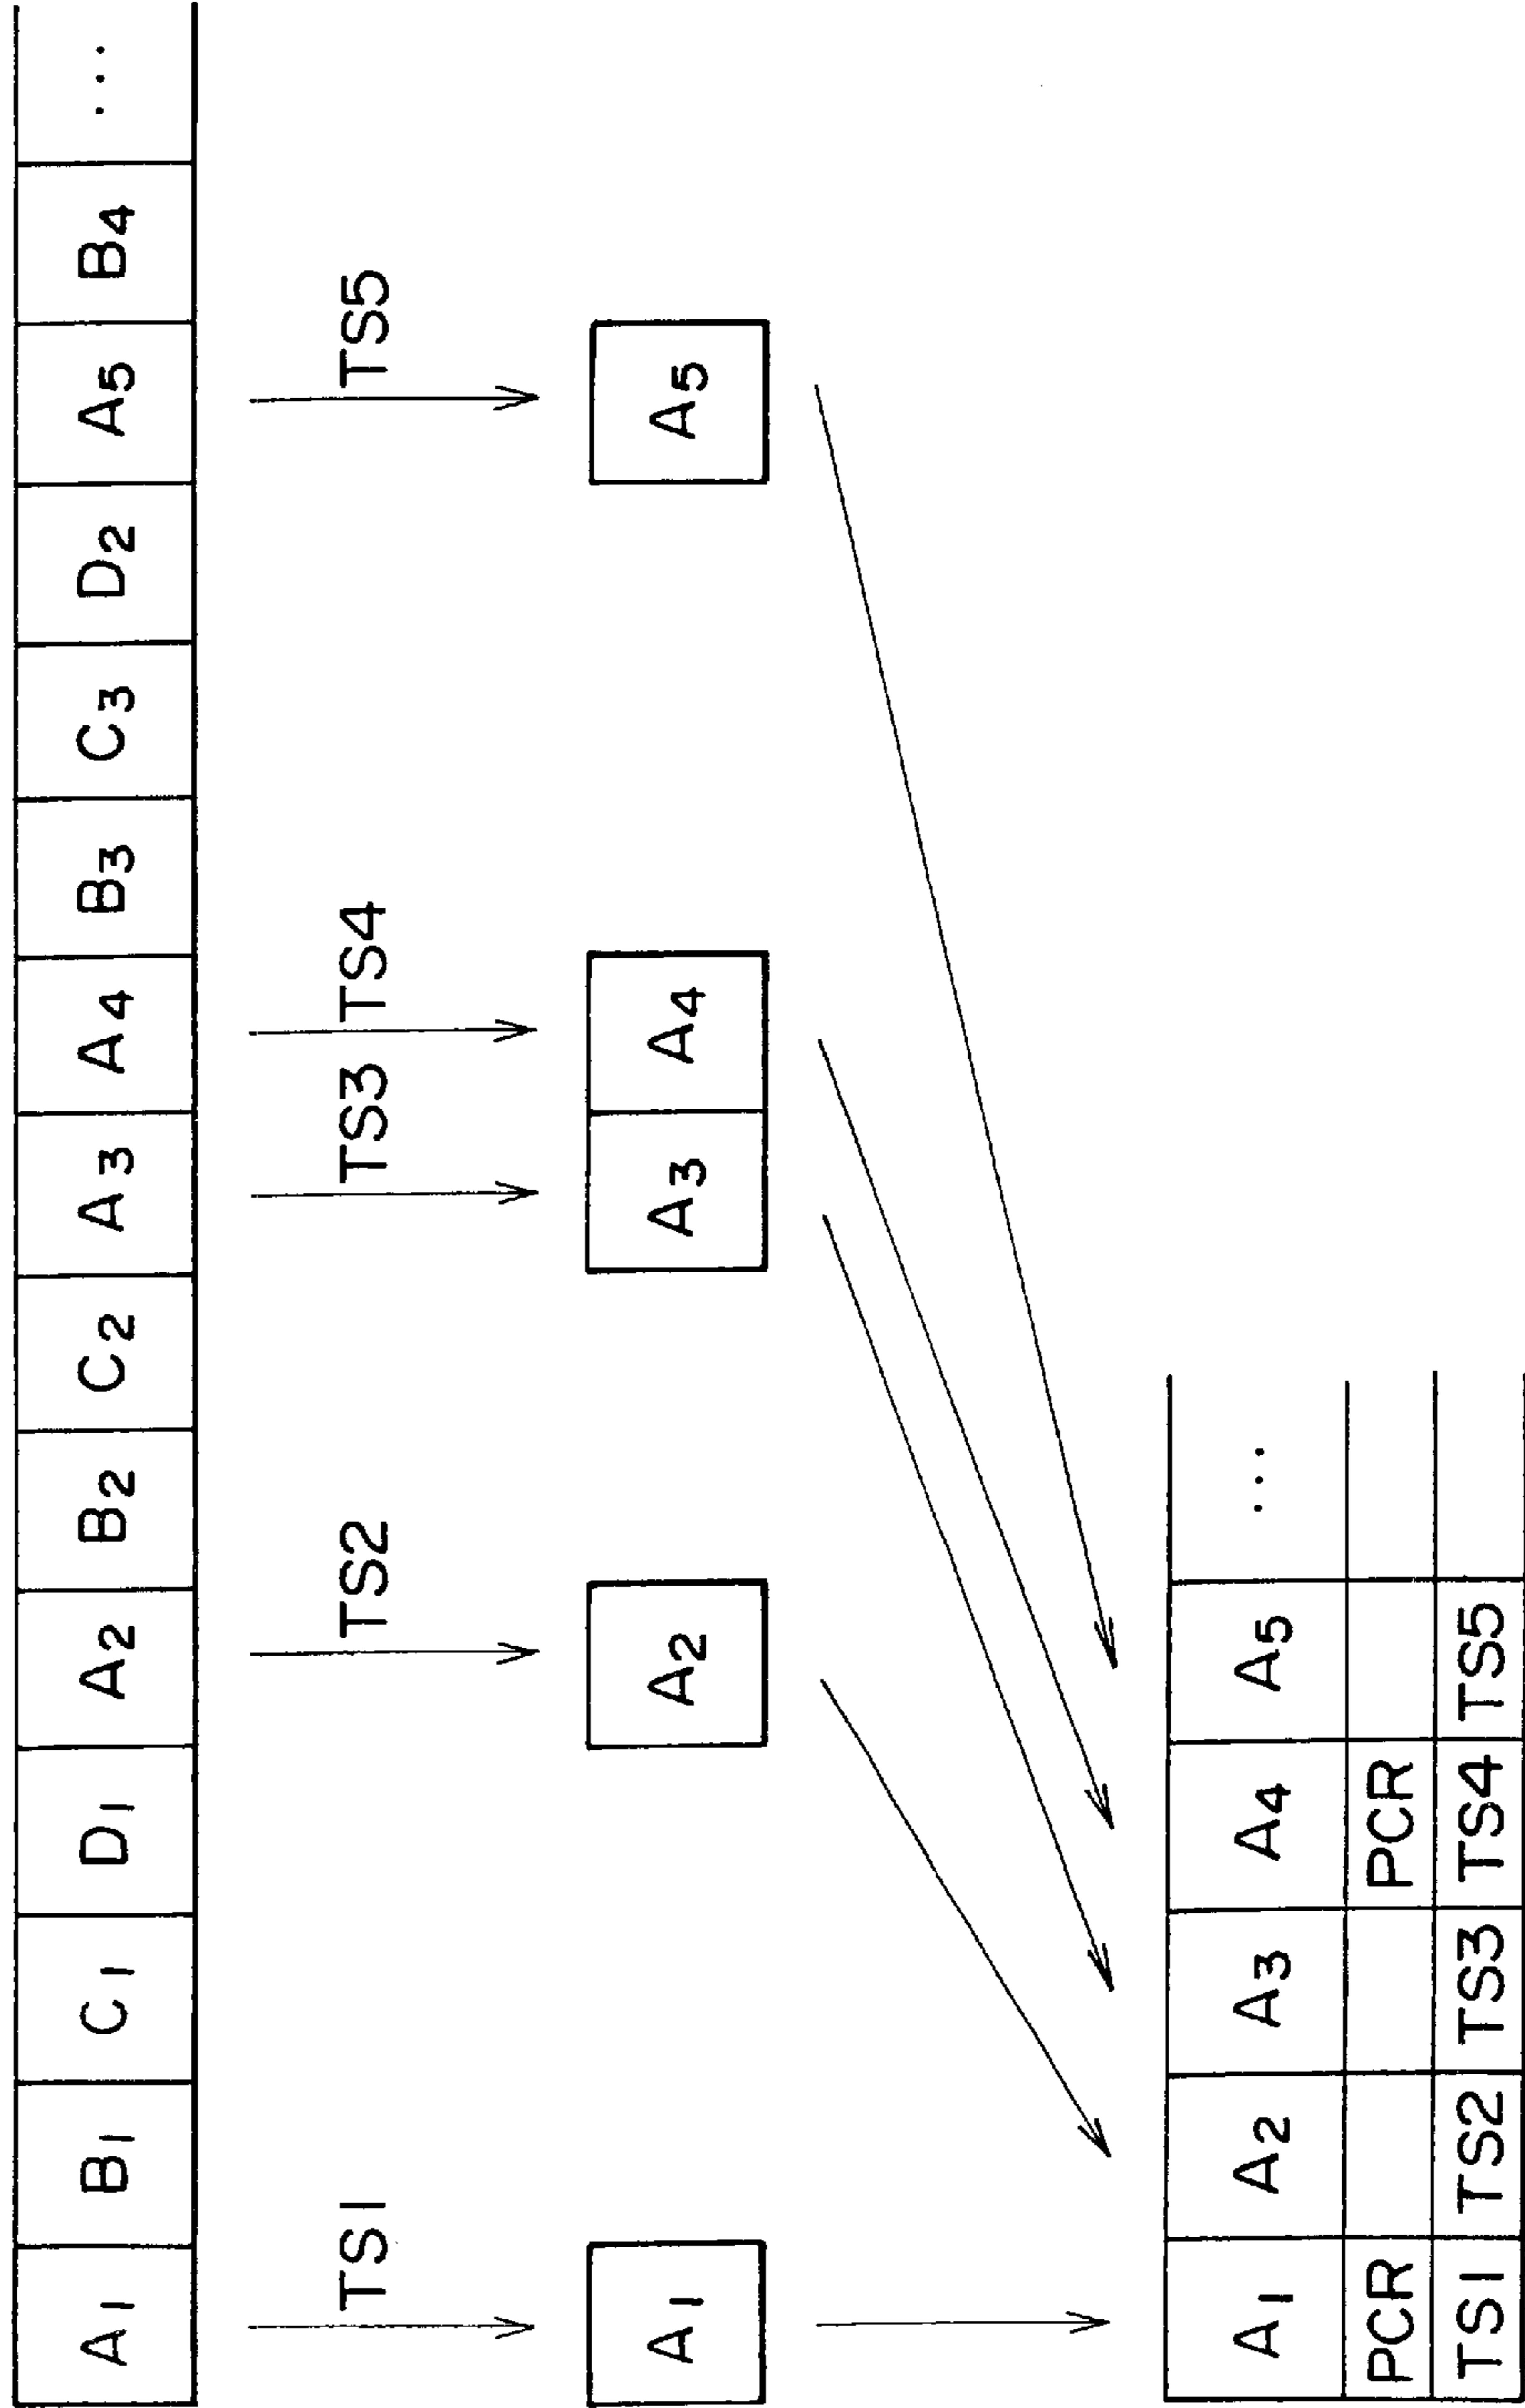 A1 B1 C1 D1 A2 B2 C2 A3 A4 B3 C3 D2 A5 B4 ...
TS1 TS2 TS3 TS4 TS5
A1 A2 A3 A4 A5
A1 A2 A3 A4 A5 ...
PCR PCR
TS1 TS2 TS3 TS4 TS5